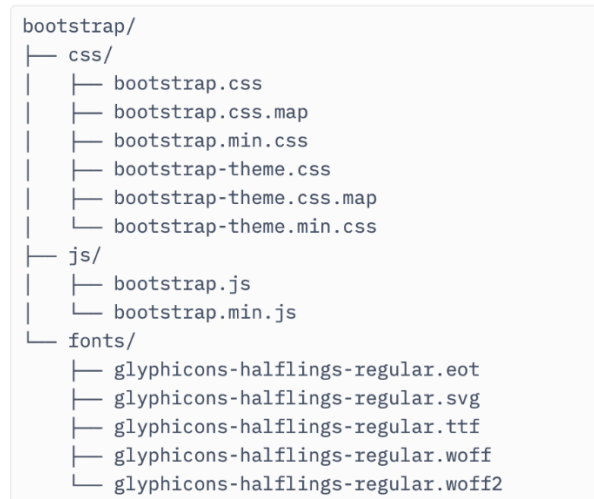 bootstrap/
├── css/
│   ├── bootstrap.css
│   ├── bootstrap.css.map
│   ├── bootstrap.min.css
│   ├── bootstrap-theme.css
│   ├── bootstrap-theme.css.map
│   └── bootstrap-theme.min.css
├── js/
│   ├── bootstrap.js
│   └── bootstrap.min.js
└── fonts/
    ├── glyphicons-halflings-regular.eot
    ├── glyphicons-halflings-regular.svg
    ├── glyphicons-halflings-regular.ttf
    ├── glyphicons-halflings-regular.woff
    └── glyphicons-halflings-regular.woff2